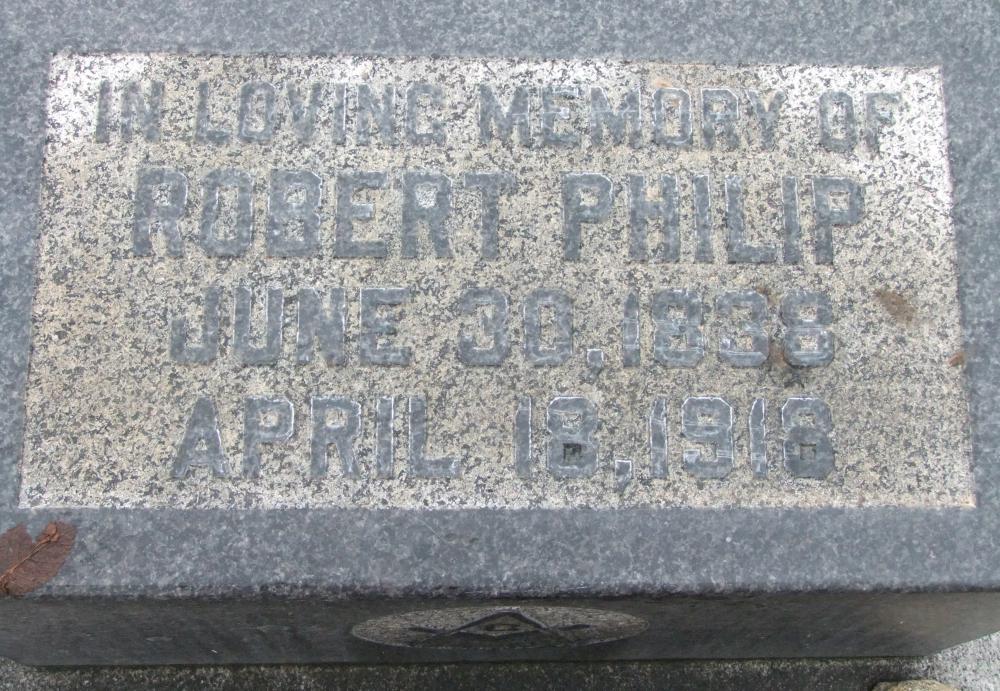 IN LOVING MEMORY OF
ROBERT PHILIP
JUNE 30, 1838
APRIL 18, 1918